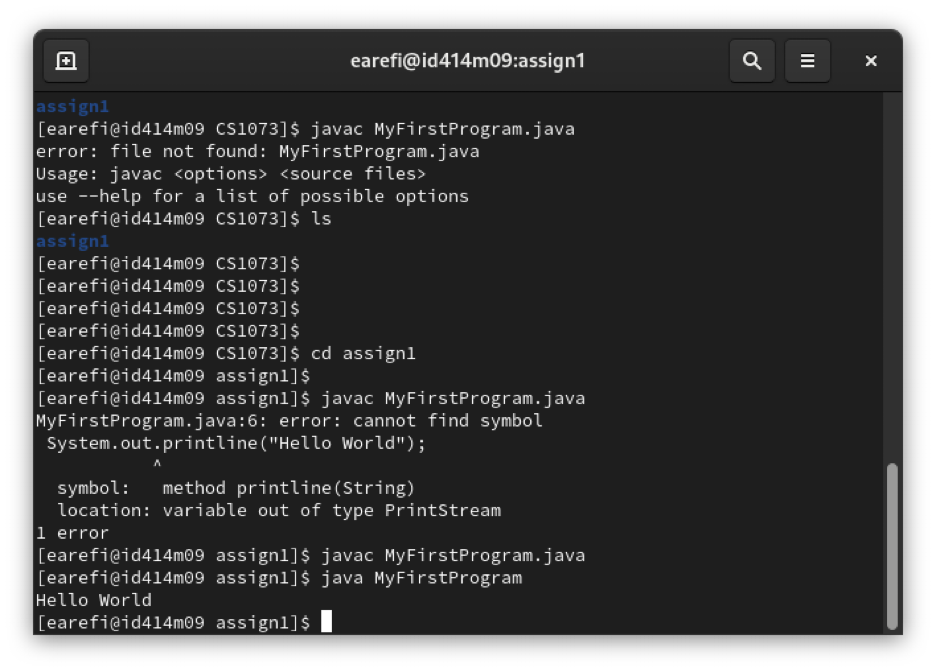 earefi@id414m09:assign1
assign1
[earefi@id414m09 CS1073]$ javac MyFirstProgram.java
error: file not found: MyFirstProgram.java
Usage: javac <options> <source files>
use --help for a list of possible options
[earefi@id414m09 CS1073]$ ls
assign1
[earefi@id414m09 CS1073]$
[earefi@id414m09 CS1073]$
[earefi@id414m09 CS1073]$
[earefi@id414m09 CS1073]$
[earefi@id414m09 CS1073]$ cd assign1
[earefi@id414m09 assign1]$
[earefi@id414m09 assign1]$ javac MyFirstProgram.java
MyFirstProgram.java:6: error: cannot find symbol
 System.out.printline("Hello World");
           ^
  symbol:   method printline(String)
  location: variable out of type PrintStream
1 error
[earefi@id414m09 assign1]$ javac MyFirstProgram.java
[earefi@id414m09 assign1]$ java MyFirstProgram
Hello World
[earefi@id414m09 assign1]$